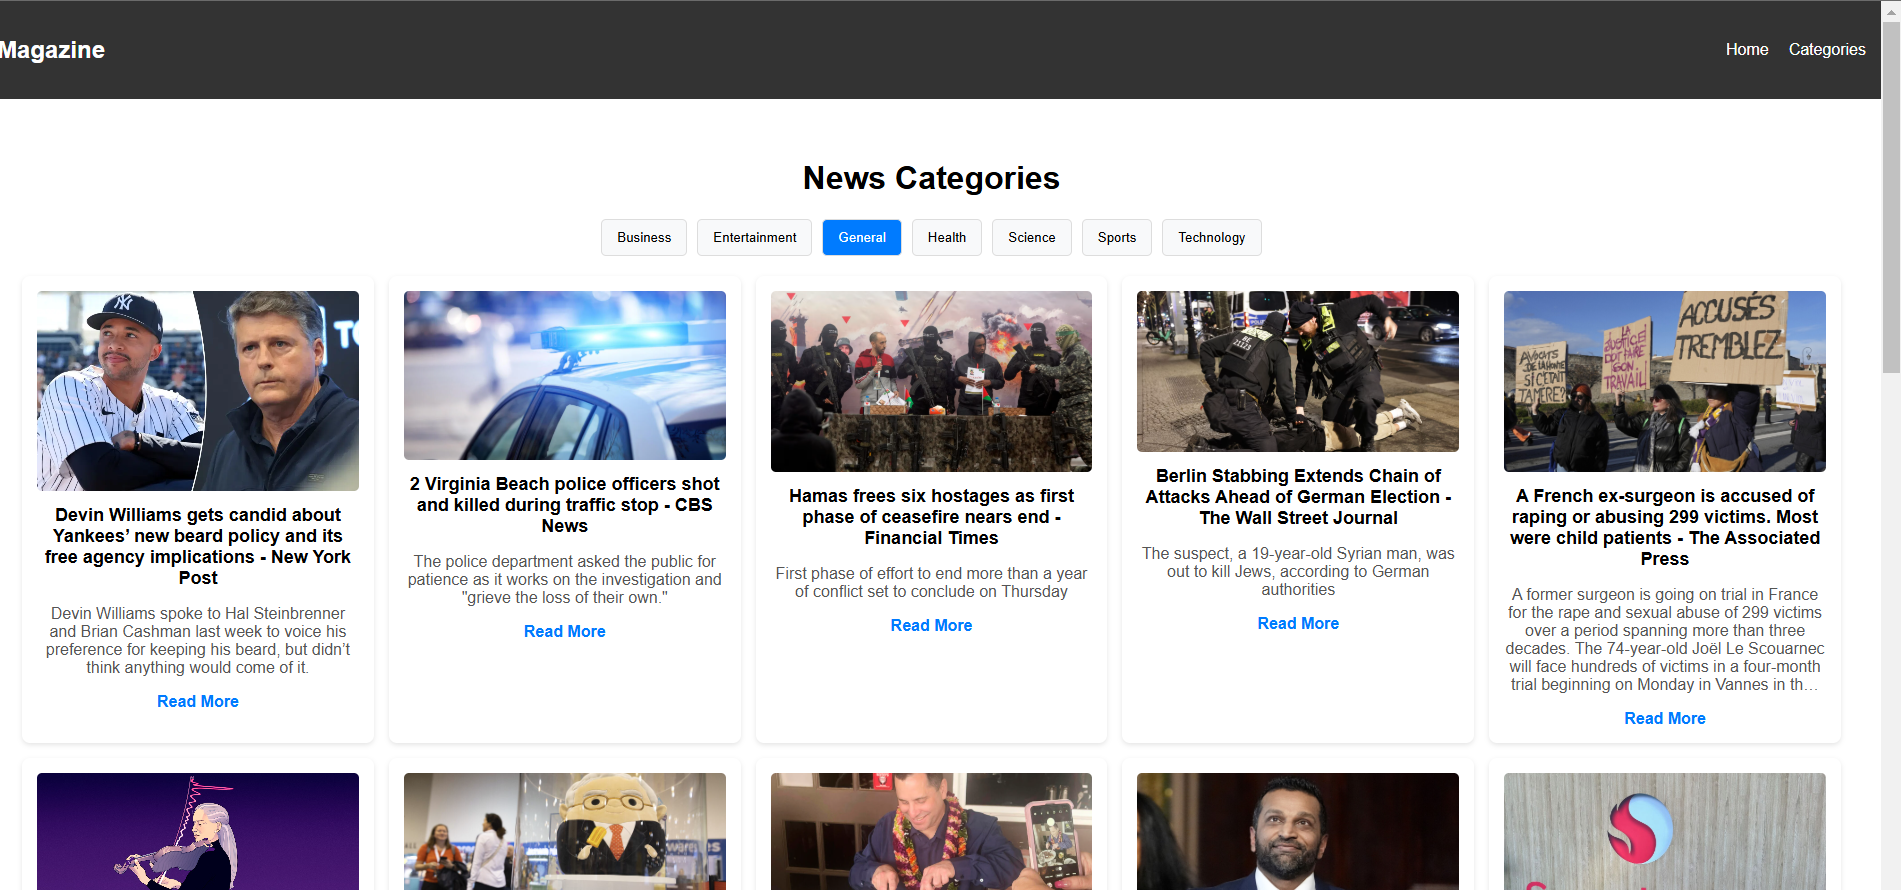 Magazine
Home
Categories
News Categories
Business
Entertainment
General
Health
Science
Sports
Technology
NY
TO
Devin Williams gets candid about
Yankees’ new beard policy and its
free agency implications - New York
Post
Devin Williams spoke to Hal Steinbrenner
and Brian Cashman last week to voice his
preference for keeping his beard, but didn’t
think anything would come of it.
Read More
2 Virginia Beach police officers shot
and killed during traffic stop - CBS
News
The police department asked the public for
patience as it works on the investigation and
"grieve the loss of their own."
Read More
Hamas frees six hostages as first
phase of ceasefire nears end -
Financial Times
First phase of effort to end more than a year
of conflict set to conclude on Thursday
Read More
BE
21123
Berlin Stabbing Extends Chain of
Attacks Ahead of German Election -
The Wall Street Journal
The suspect, a 19-year-old Syrian man, was
out to kill Jews, according to German
authorities
Read More
AVOCATS
DE LA HONTE
SI C'ÉTAIT
TA MÈRE?
LA
JUSTICE
DOIT FAIRE
SON
TRAVAIL
ACCUSÉS
TREMBLEZ
A French ex-surgeon is accused of
raping or abusing 299 victims. Most
were child patients - The Associated
Press
A former surgeon is going on trial in France
for the rape and sexual abuse of 299 victims
over a period spanning more than three
decades. The 74-year-old Joël Le Scouarnec
will face hundreds of victims in a four-month
trial beginning on Monday in Vannes in th…
Read More